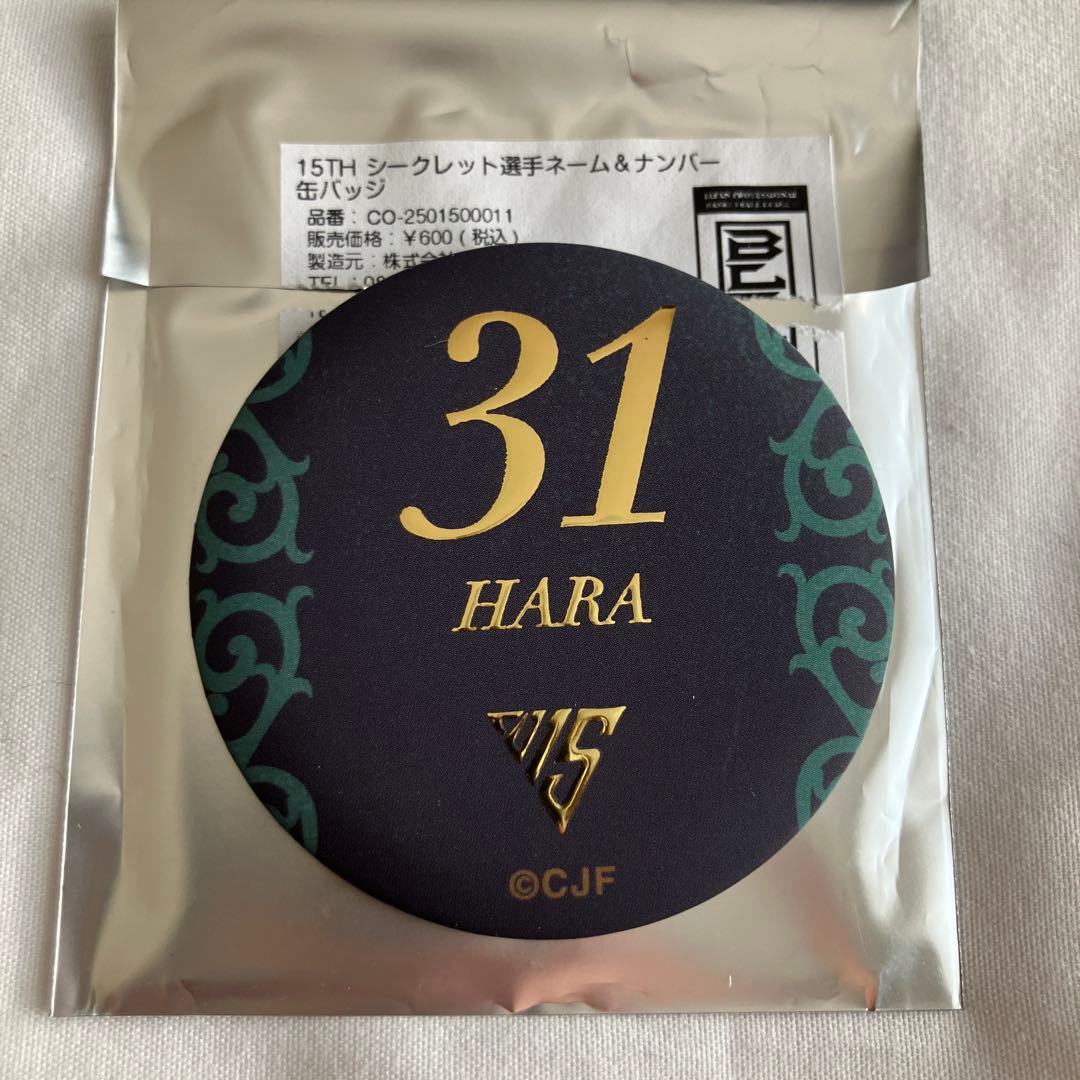 15TH シークレット選手ネーム＆ナンバー
缶バッジ
品番： CO-2501500011
販売価格：￥600（税込）
製造元：株式会
TEL：
31
HARA
15
©CJF